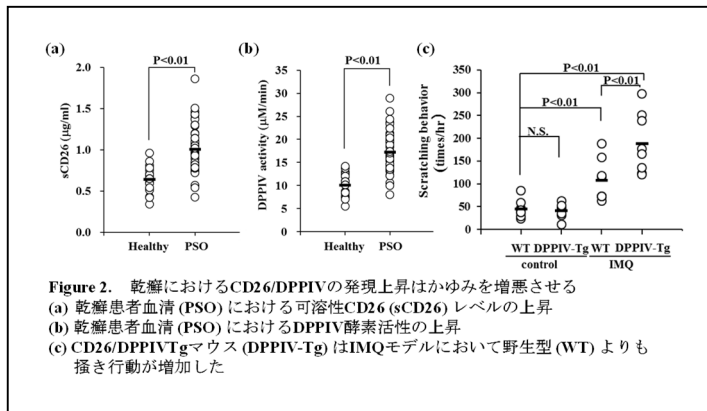 (a)
P<0.01
sCD26 (μg/ml)
2.0
1.5
1.0
0.5
0.0
Healthy PSO
(b)
P<0.01
DPPIV activity (μM/min)
35
30
25
20
15
10
5
0
Healthy PSO
(c)
P<0.01
P<0.01
P<0.01
N.S.
Scratching behavior
(times/hr)
350
300
250
200
150
100
50
0
WT DPPIV-Tg WT DPPIV-Tg
control IMQ
Figure 2. 乾癬におけるCD26/DPPIVの発現上昇はかゆみを増悪させる
(a) 乾癬患者血清 (PSO) における可溶性CD26 (sCD26) レベルの上昇
(b) 乾癬患者血清 (PSO) におけるDPPIV酵素活性の上昇
(c) CD26/DPPIVTgマウス (DPPIV-Tg) はIMQモデルにおいて野生型 (WT) よりも
掻き行動が増加した